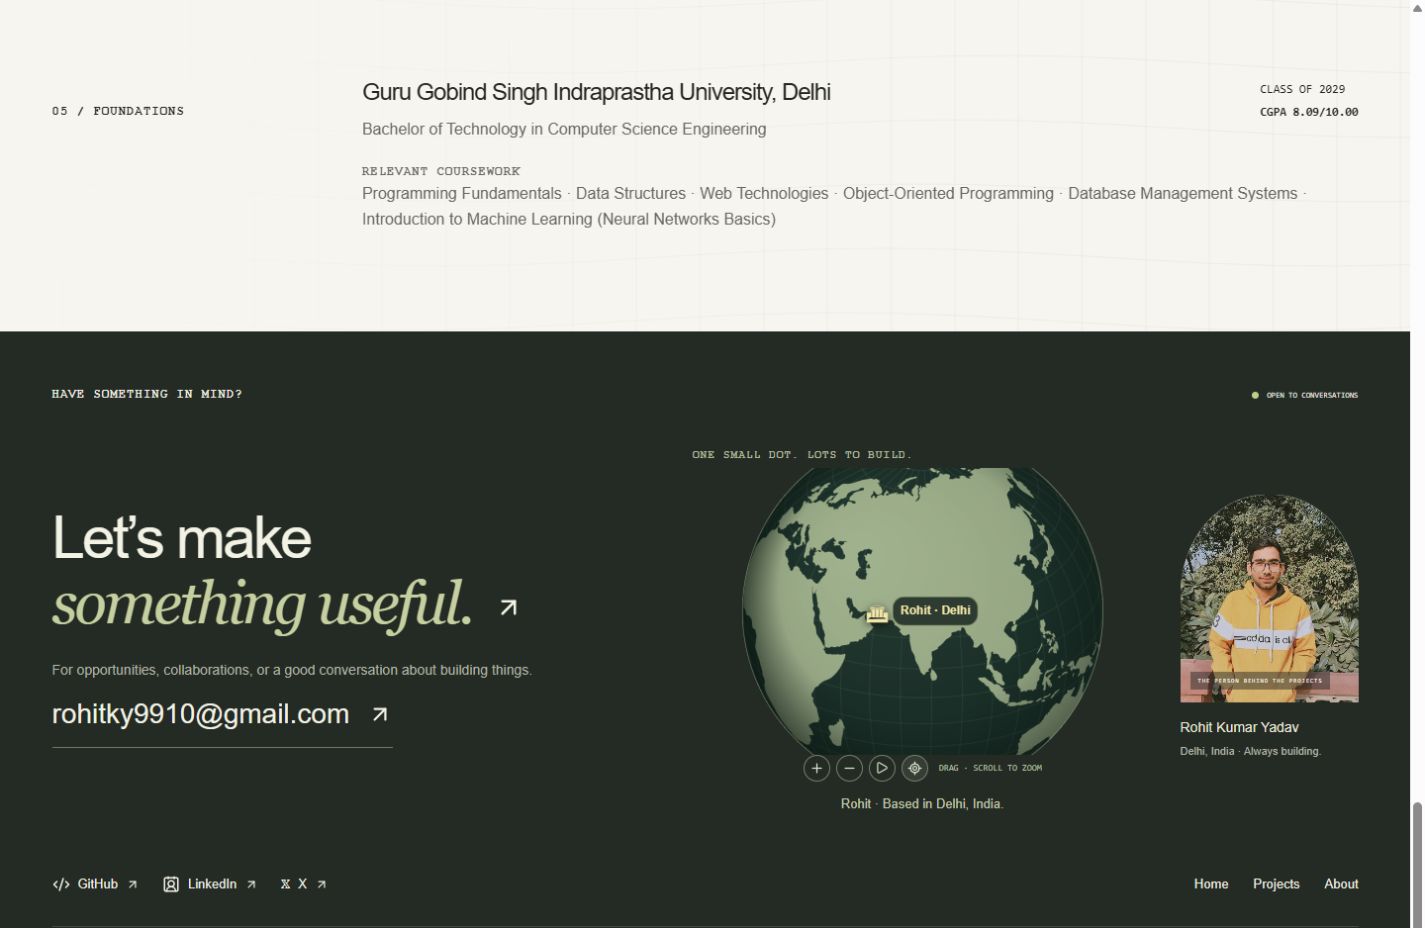 05 / FOUNDATIONS
Guru Gobind Singh Indraprastha University, Delhi
Bachelor of Technology in Computer Science Engineering
CLASS OF 2029
CGPA 8.09/10.00
RELEVANT COURSEWORK
Programming Fundamentals · Data Structures · Web Technologies · Object-Oriented Programming · Database Management Systems ·
Introduction to Machine Learning (Neural Networks Basics)
HAVE SOMETHING IN MIND?
OPEN TO CONVERSATIONS
Let’s make
something useful.
For opportunities, collaborations, or a good conversation about building things.
rohitky9910@gmail.com
ONE SMALL DOT. LOTS TO BUILD.
Rohit · Delhi
DRAG · SCROLL TO ZOOM
Rohit · Based in Delhi, India.
THE PERSON BEHIND THE PROJECTS
Rohit Kumar Yadav
Delhi, India · Always building.
GitHub
LinkedIn
X X
Home
Projects
About